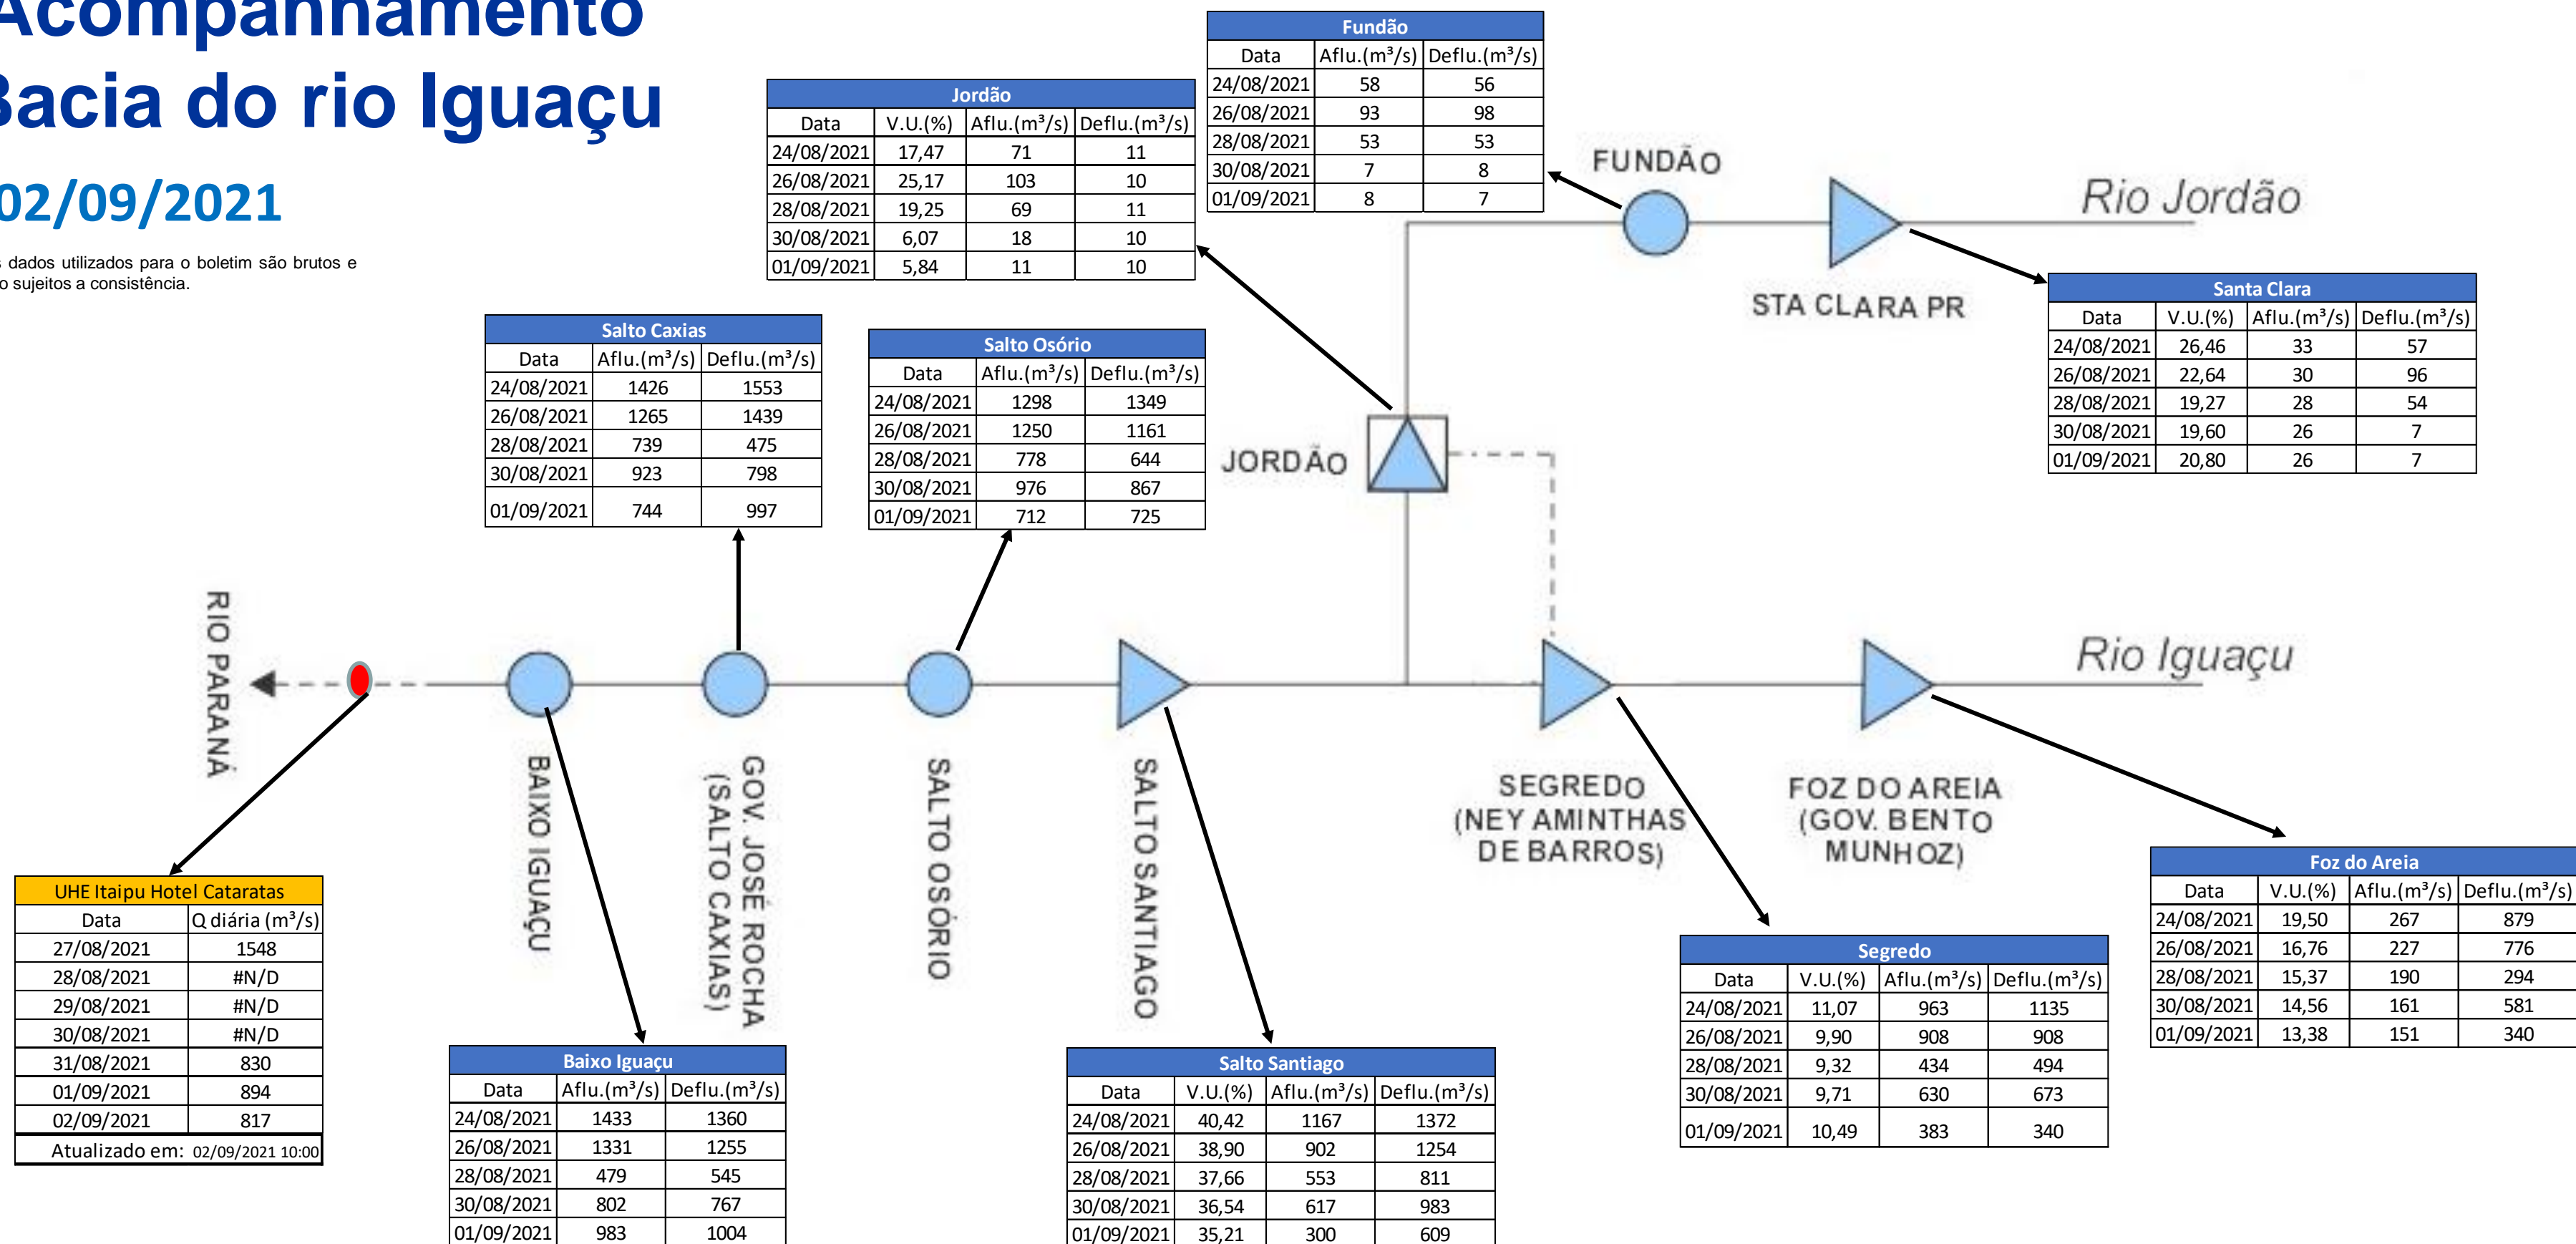 Acompanhamento
Bacia do rio Iguaçu
02/09/2021
dados utilizados para o boletim são brutos e
sujeitos a consistência.
Fundão
Data Aflu.(m³/s) Deflu.(m³/s)
24/08/2021 58 56
26/08/2021 93 98
28/08/2021 53 53
30/08/2021 7 8
01/09/2021 8 7
Jordão
Data V.U.(%) Aflu.(m³/s) Deflu.(m³/s)
24/08/2021 17,47 71 11
26/08/2021 25,17 103 10
28/08/2021 19,25 69 11
30/08/2021 6,07 18 10
01/09/2021 5,84 11 10
FUNDÃO
Rio Jordão
STA CLARA PR
Santa Clara
Data V.U.(%) Aflu.(m³/s) Deflu.(m³/s)
24/08/2021 26,46 33 57
26/08/2021 22,64 30 96
28/08/2021 19,27 28 54
30/08/2021 19,60 26 7
01/09/2021 20,80 26 7
Salto Caxias
Data Aflu.(m³/s) Deflu.(m³/s)
24/08/2021 1426 1553
26/08/2021 1265 1439
28/08/2021 739 475
30/08/2021 923 798
01/09/2021 744 997
Salto Osório
Data Aflu.(m³/s) Deflu.(m³/s)
24/08/2021 1298 1349
26/08/2021 1250 1161
28/08/2021 778 644
30/08/2021 976 867
01/09/2021 712 725
JORDÃO
RIO PARANÁ
Rio Iguaçu
BAIXO IGUAÇU
GOV. JOSÉ ROCHA
(SALTO CAXIAS)
SALTO OSÓRIO
SALTO SANTIAGO
SEGREDO
(NEY AMINTHAS
DE BARROS)
FOZ DO AREIA
(GOV. BENTO
MUNHOZ)
Foz do Areia
Data V.U.(%) Aflu.(m³/s) Deflu.(m³/s)
24/08/2021 19,50 267 879
26/08/2021 16,76 227 776
28/08/2021 15,37 190 294
30/08/2021 14,56 161 581
01/09/2021 13,38 151 340
UHE Itaipu Hotel Cataratas
Data Q diária (m³/s)
27/08/2021 1548
28/08/2021 #N/D
29/08/2021 #N/D
30/08/2021 #N/D
31/08/2021 830
01/09/2021 894
02/09/2021 817
Atualizado em: 02/09/2021 10:00
Segredo
Data V.U.(%) Aflu.(m³/s) Deflu.(m³/s)
24/08/2021 11,07 963 1135
26/08/2021 9,90 908 908
28/08/2021 9,32 434 494
30/08/2021 9,71 630 673
01/09/2021 10,49 383 340
Baixo Iguaçu
Data Aflu.(m³/s) Deflu.(m³/s)
24/08/2021 1433 1360
26/08/2021 1331 1255
28/08/2021 479 545
30/08/2021 802 767
01/09/2021 983 1004
Salto Santiago
Data V.U.(%) Aflu.(m³/s) Deflu.(m³/s)
24/08/2021 40,42 1167 1372
26/08/2021 38,90 902 1254
28/08/2021 37,66 553 811
30/08/2021 36,54 617 983
01/09/2021 35,21 300 609